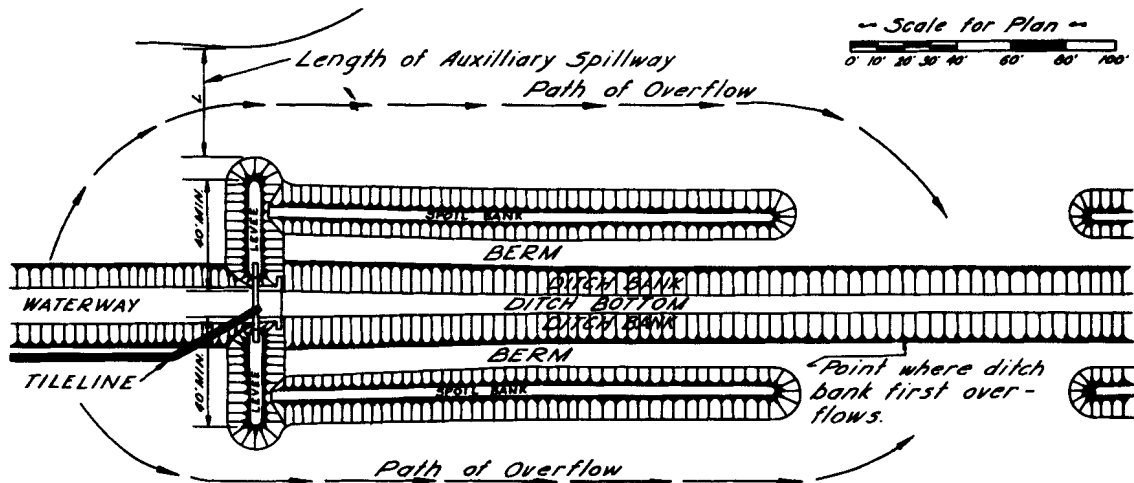 ~ Scale for Plan ~
0' 10' 20' 30' 40' 60' 80' 100'
Length of Auxilliary Spillway
Path of Overflow
7
40' MIN.
LEVEE
SPOIL BANK
BERM
DITCH BANK
WATERWAY
DITCH BOTTOM
DITCH BANK
BERM
TILELINE
Point where ditch
bank first over-
flows.
40' MIN.
LEVEE
SPOIL BANK
Path of Overflow